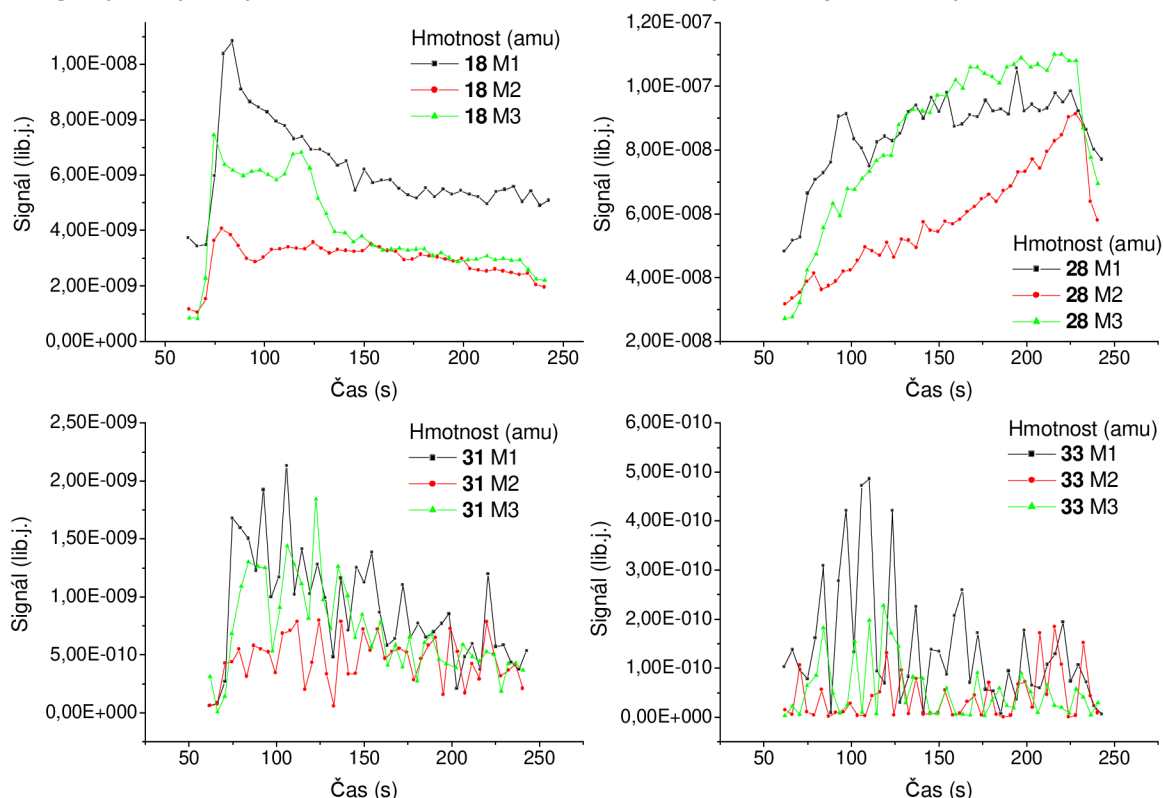 Hmotnost (amu)
18 M1
18 M2
18 M3
1,00E-008
8,00E-009
6,00E-009
4,00E-009
2,00E-009
0,00E+000
Signál (lib.j.)
50 100 150 200 250
Čas (s)
1,20E-007
1,00E-007
8,00E-008
6,00E-008
4,00E-008
2,00E-008
Signál (lib.j.)
Hmotnost (amu)
28 M1
28 M2
28 M3
50 100 150 200 250
Čas (s)
2,50E-009
2,00E-009
1,50E-009
1,00E-009
5,00E-010
0,00E+000
Signál (lib.j.)
Hmotnost (amu)
31 M1
31 M2
31 M3
50 100 150 200 250
Čas (s)
6,00E-010
5,00E-010
4,00E-010
3,00E-010
2,00E-010
1,00E-010
0,00E+000
Signál (lib.j.)
Hmotnost (amu)
33 M1
33 M2
33 M3
50 100 150 200 250
Čas (s)